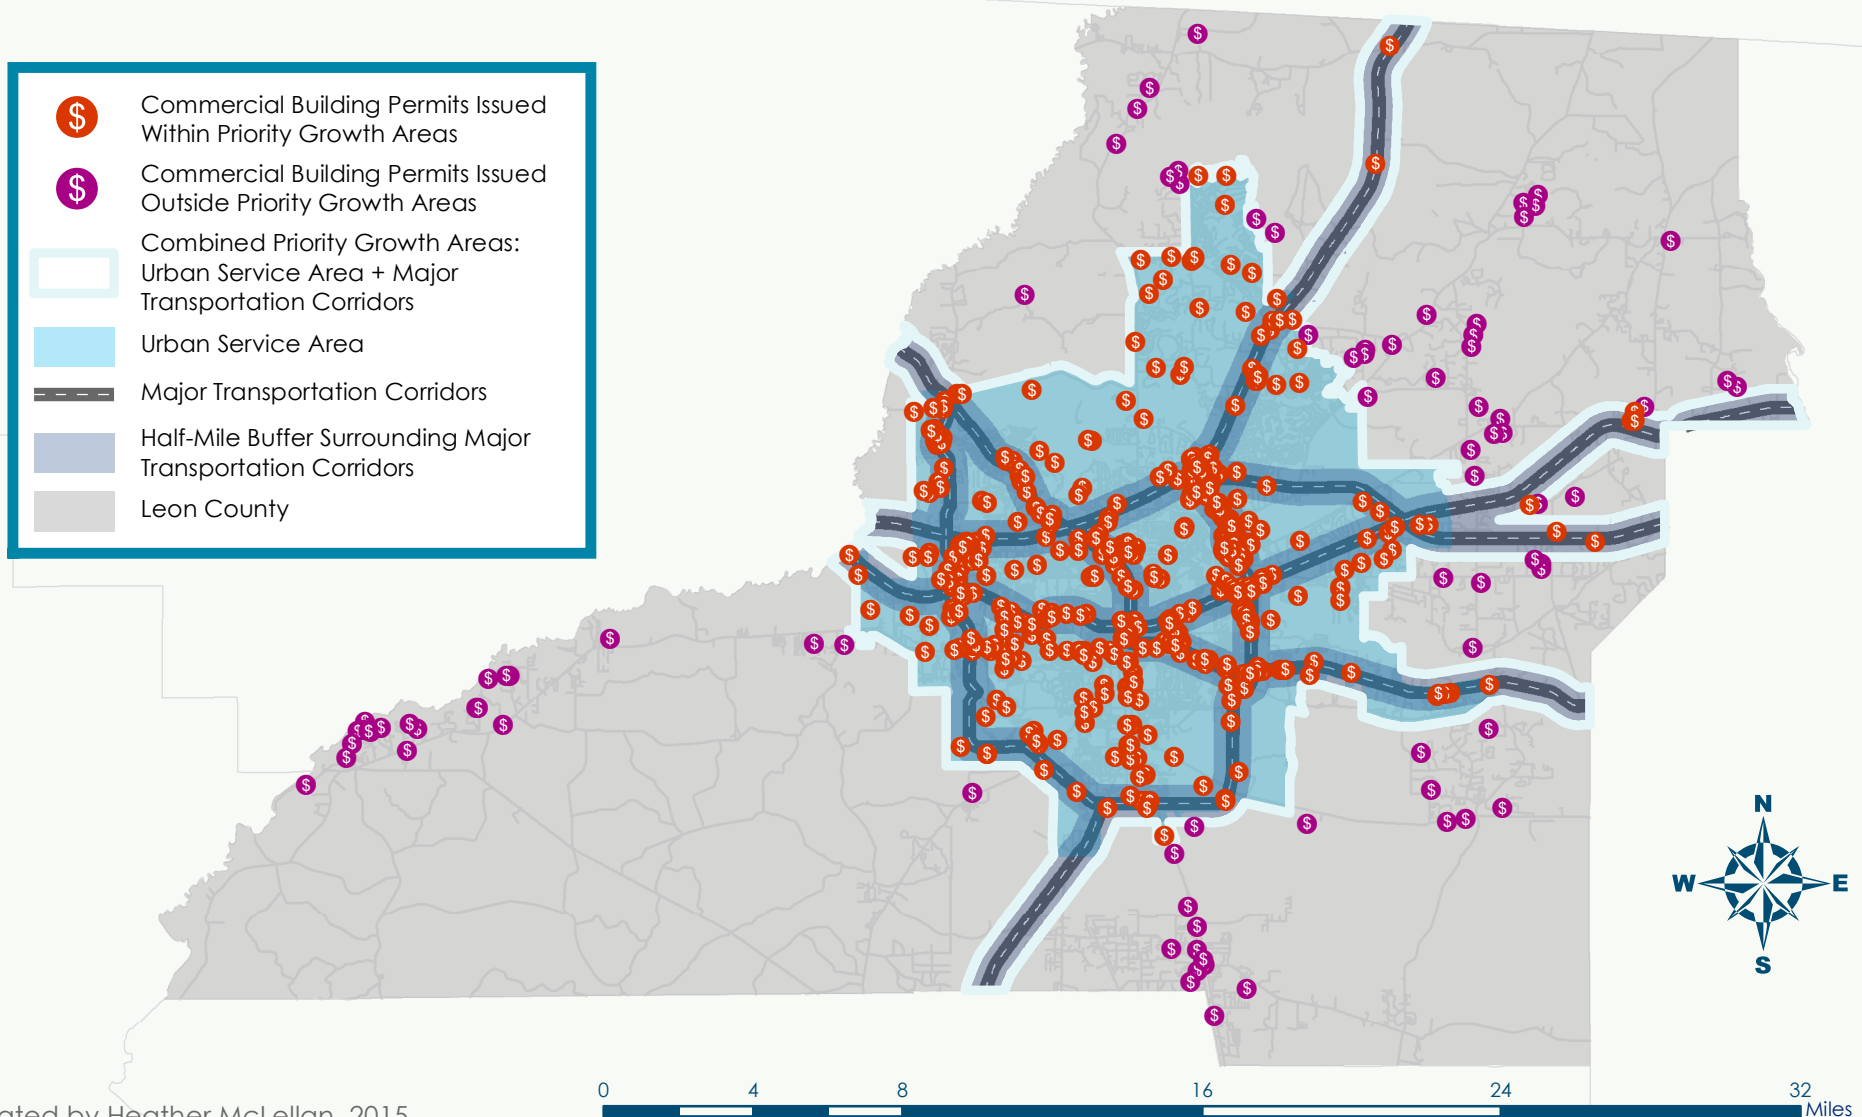 $ Commercial Building Permits Issued
Within Priority Growth Areas
$ Commercial Building Permits Issued
Outside Priority Growth Areas
Combined Priority Growth Areas:
Urban Service Area + Major
Transportation Corridors
Urban Service Area
Major Transportation Corridors
Half-Mile Buffer Surrounding Major
Transportation Corridors
Leon County
N
W E
S
0 4 8 16 24 32
Miles
ated by Heather McLellan, 2015